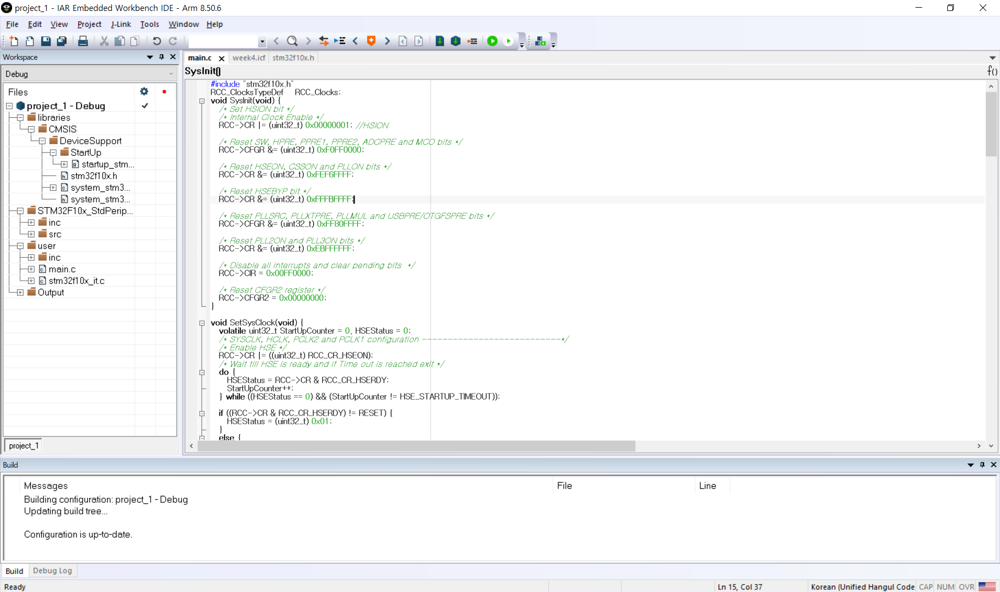 project_1 - IAR Embedded Workbench IDE - Arm 8.50.6
File Edit View Project J-Link Tools Window Help
Workspace
Debug
Files
project_1 - Debug
libraries
CMSIS
DeviceSupport
StartUp
startup_stm...
stm32f10x.h
system_stm3...
system_stm3...
STM32F10x_StdPerip...
inc
src
user
inc
main.c
stm32f10x_it.c
Output
project_1
main.c week4.icf stm32f10x.h
SysInit()
f()
#include "stm32f10x.h"
RCC_ClocksTypeDef RCC_Clocks;
void SysInit(void) {
/* Set HSION bit */
/* Internal Clock Enable */
RCC->CR |= (uint32_t) 0x00000001; //HSION
/* Reset SW, HPRE, PPRE1, PPRE2, ADCPRE and MCO bits */
RCC->CFGR &= (uint32_t) 0xF0FF0000;
/* Reset HSEON, CSSON and PLLON bits */
RCC->CR &= (uint32_t) 0xFEF6FFFF;
/* Reset HSEBYP bit */
RCC->CR &= (uint32_t) 0xFFFBFFFF;
/* Reset PLLSRC, PLLXTPRE, PLLMUL and USBPRE/OTGFSPRE bits */
RCC->CFGR &= (uint32_t) 0xFF80FFFF;
/* Reset PLL2ON and PLL3ON bits */
RCC->CR &= (uint32_t) 0xEBFFFFFF;
/* Disable all interrupts and clear pending bits */
RCC->CIR = 0x00FF0000;
/* Reset CFGR2 register */
RCC->CFGR2 = 0x00000000;
}
void SetSysClock(void) {
volatile uint32_t StartUpCounter = 0, HSEStatus = 0;
/* SYSCLK, HCLK, PCLK2 and PCLK1 configuration ---------------------------*/
/* Enable HSE */
RCC->CR |= ((uint32_t) RCC_CR_HSEON);
/* Wait till HSE is ready and if Time out is reached exit */
do {
HSEStatus = RCC->CR & RCC_CR_HSERDY;
StartUpCounter++;
} while ((HSEStatus == 0) && (StartUpCounter != HSE_STARTUP_TIMEOUT));
if ((RCC->CR & RCC_CR_HSERDY) != RESET) {
HSEStatus = (uint32_t) 0x01;
}
else {
Build
Messages File Line
Building configuration: project_1 - Debug
Updating build tree...
Configuration is up-to-date.
Build Debug Log
Ready Ln 15, Col 37 Korean (Unified Hangul Code CAP NUM OVR